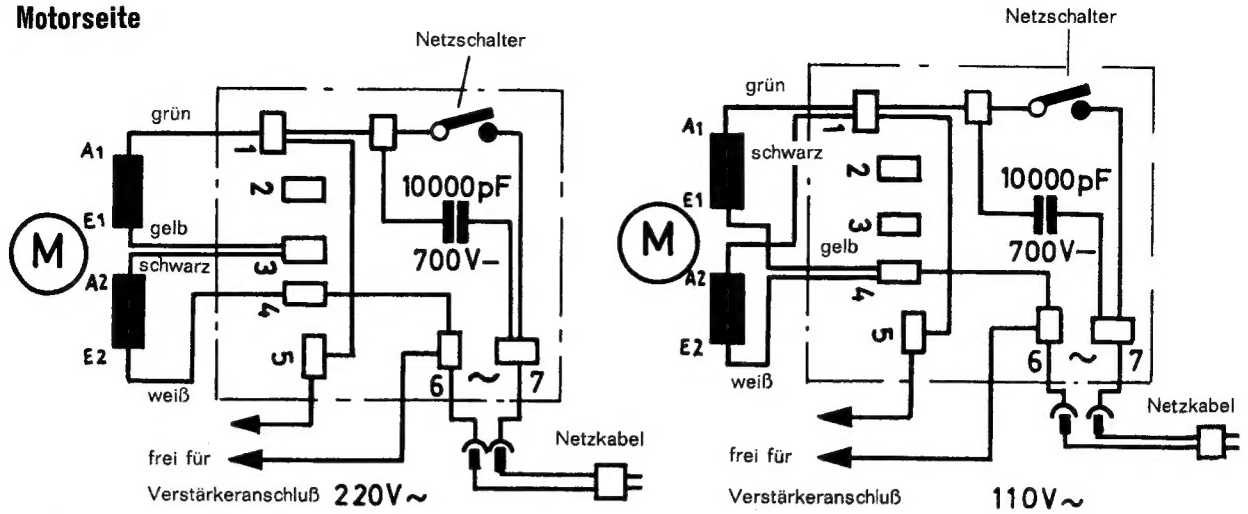 Motorseite
Netzschalter
grün
A1
E1
gelb
schwarz
M
A2
E2
weiß
1
2
3
4
5
10000pF
700V–
6
~
7
Netzkabel
frei für
Verstärkeranschluß
220V~
Netzschalter
grün
A1
schwarz
E1
gelb
M
A2
E2
weiß
1
2
3
4
5
10000pF
700V–
6
~
7
Netzkabel
frei für
Verstärkeranschluß
110V~